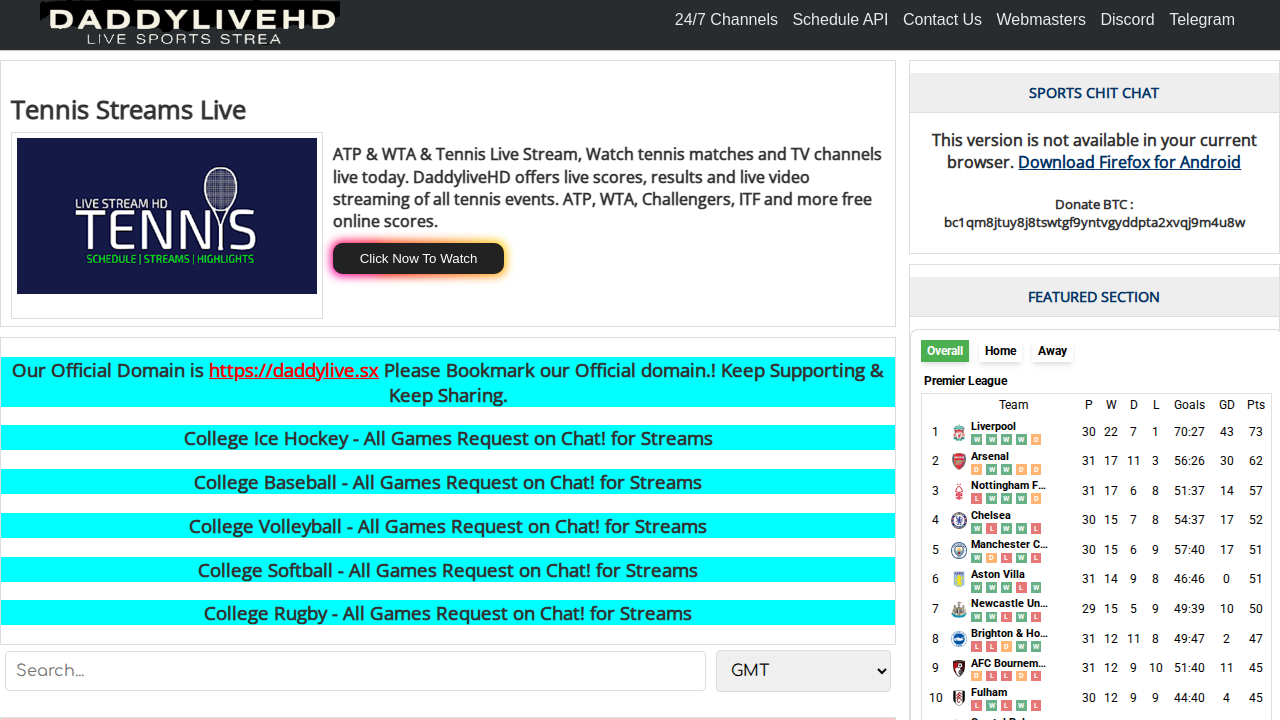 DADDYLIVEHD
LIVE SPORTS STREA
24/7 Channels Schedule API Contact Us Webmasters Discord Telegram
Tennis Streams Live
LIVE STREAM HD
TENNIS
SCHEDULE | STREAMS | HIGHLIGHTS
ATP & WTA & Tennis Live Stream, Watch tennis matches and TV channels
live today. DaddyliveHD offers live scores, results and live video
streaming of all tennis events. ATP, WTA, Challengers, ITF and more free
online scores.
Click Now To Watch
Our Official Domain is https://daddylive.sx Please Bookmark our Official domain.! Keep Supporting &
Keep Sharing.
College Ice Hockey - All Games Request on Chat! for Streams
College Baseball - All Games Request on Chat! for Streams
College Volleyball - All Games Request on Chat! for Streams
College Softball - All Games Request on Chat! for Streams
College Rugby - All Games Request on Chat! for Streams
Search...
GMT
SPORTS CHIT CHAT
This version is not available in your current
browser. Download Firefox for Android
Donate BTC :
bc1qm8jtuy8j8tswtgf9yntvgyddpta2xvqj9m4u8w
FEATURED SECTION
Overall Home Away
Premier League
Team P W D L Goals GD Pts
1 Liverpool 30 22 7 1 70:27 43 73
W W W W D
2 Arsenal 31 17 11 3 56:26 30 62
D W W D D
3 Nottingham F... 31 17 6 8 51:37 14 57
L W W W D
4 Chelsea 30 15 7 8 54:37 17 52
W L W W L
5 Manchester C... 30 15 6 9 57:40 17 51
W D L W L
6 Aston Villa 31 14 9 8 46:46 0 51
W W W L W
7 Newcastle Un... 29 15 5 9 49:39 10 50
W W L W L
8 Brighton & Ho... 31 12 11 8 49:47 2 47
L L D W W
9 AFC Bournem... 31 12 9 10 51:40 11 45
D L L D L
10 Fulham 30 12 9 9 44:40 4 45
L W L W L